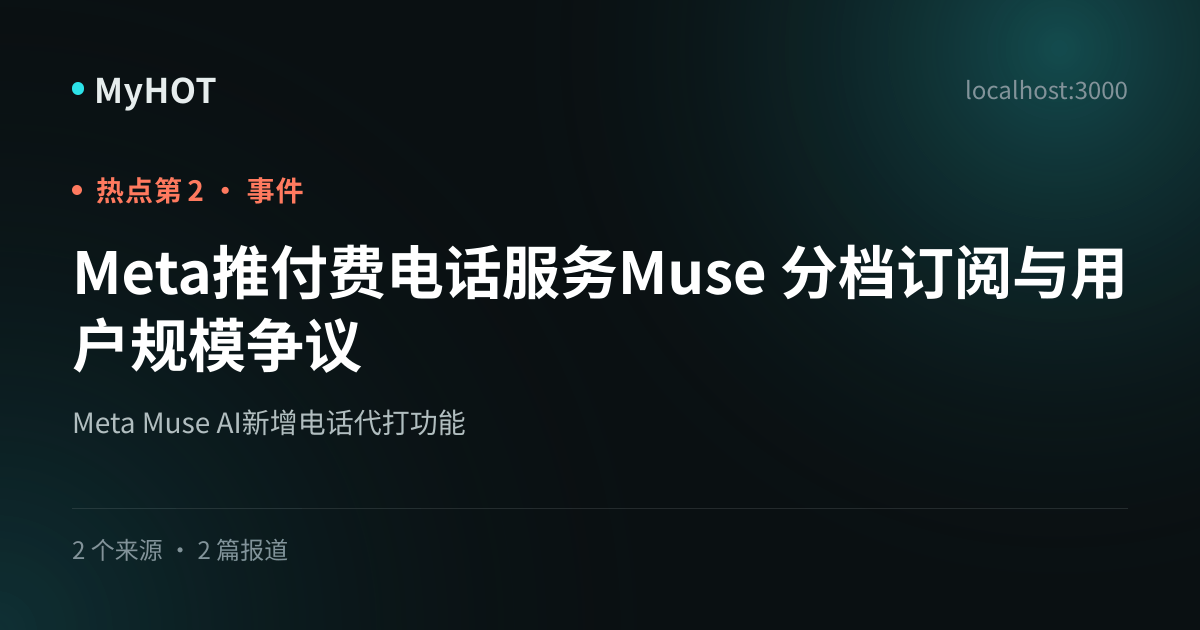 MyHOT
localhost:3000
热点第 2 · 事件
Meta推付费电话服务Muse 分档订阅与用
户规模争议
Meta Muse AI新增电话代打功能
2 个来源 · 2 篇报道